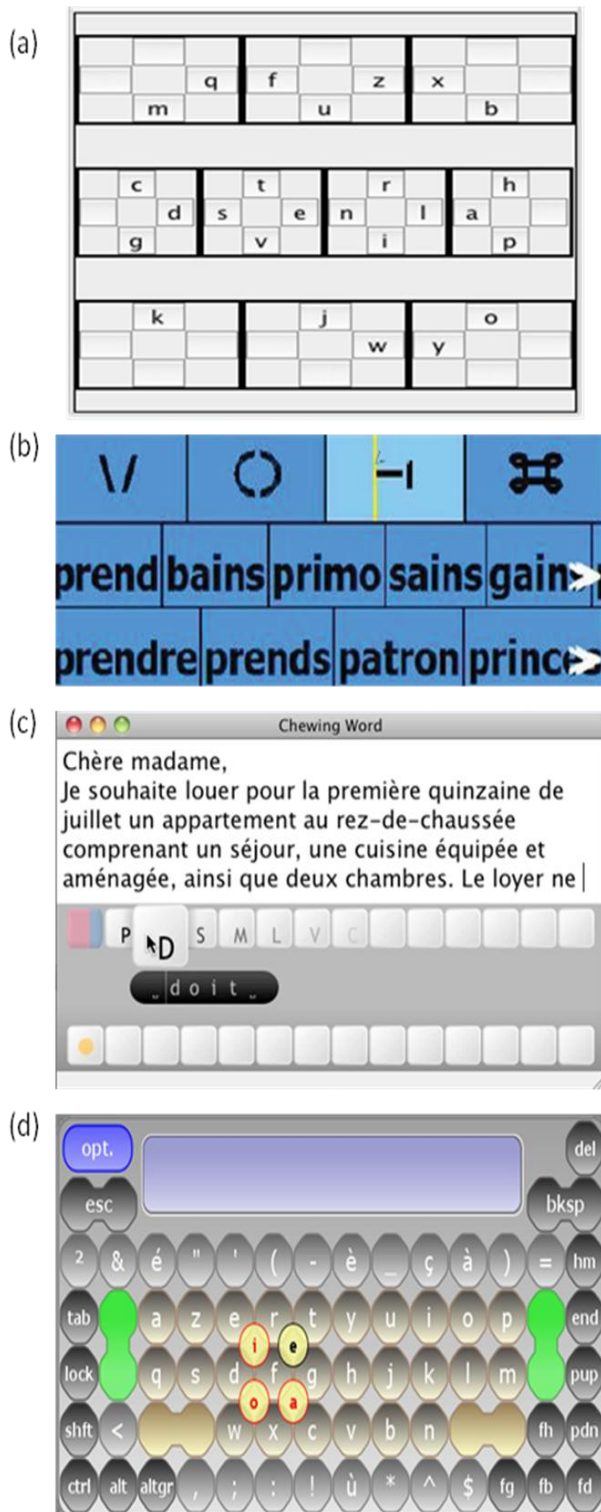 (a)
q f z x
m u b
c t r h
d s e n l a
g v i p
k j o
w y
(b)
prend bains primo sains gains
prendre prends patron princes
(c)
Chewing Word
Chère madame,
Je souhaite louer pour la première quinzaine de
juillet un appartement au rez-de-chaussée
comprenant un séjour, une cuisine équipée et
aménagée, ainsi que deux chambres. Le loyer ne
P D S M L V C
doit
(d)
opt. del
esc bksp
² & é " ' ( - è _ ç à ) = hm
tab a z e r t y u i o p end
i e
lock q s d f g h j k l m pup
o a
shft < w x c v b n fh pdn
ctrl alt altgr , ; : ! ù * ^ $ fg fb fd